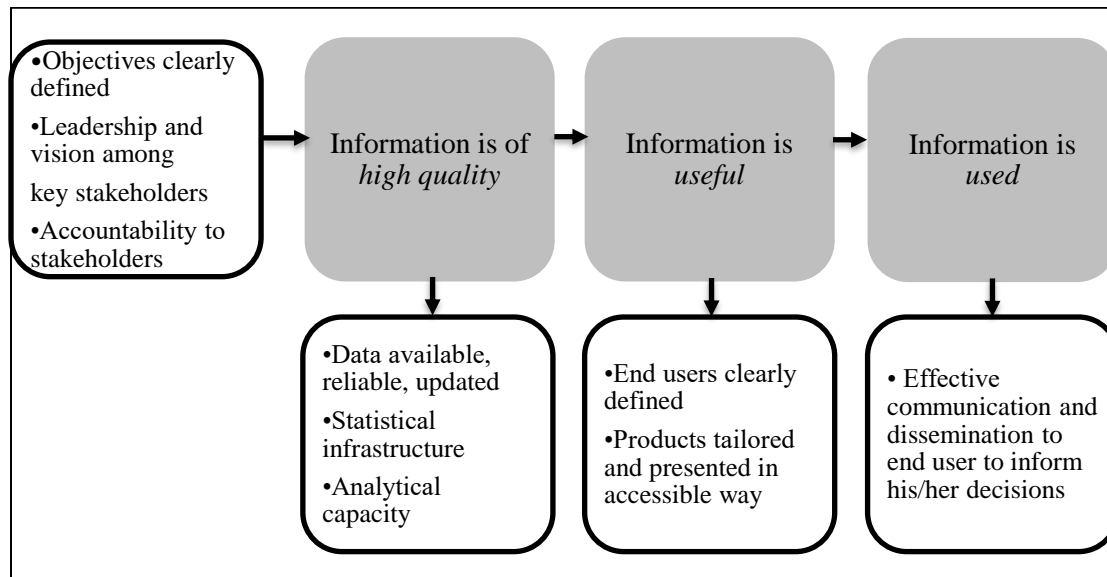 •Objectives clearly
defined
•Leadership and
vision among
key stakeholders
•Accountability to
stakeholders
Information is of
high quality
Information is
useful
Information is
used
•Data available,
reliable, updated
•Statistical
infrastructure
•Analytical
capacity
•End users clearly
defined
•Products tailored
and presented in
accessible way
• Effective
communication and
dissemination to
end user to inform
his/her decisions